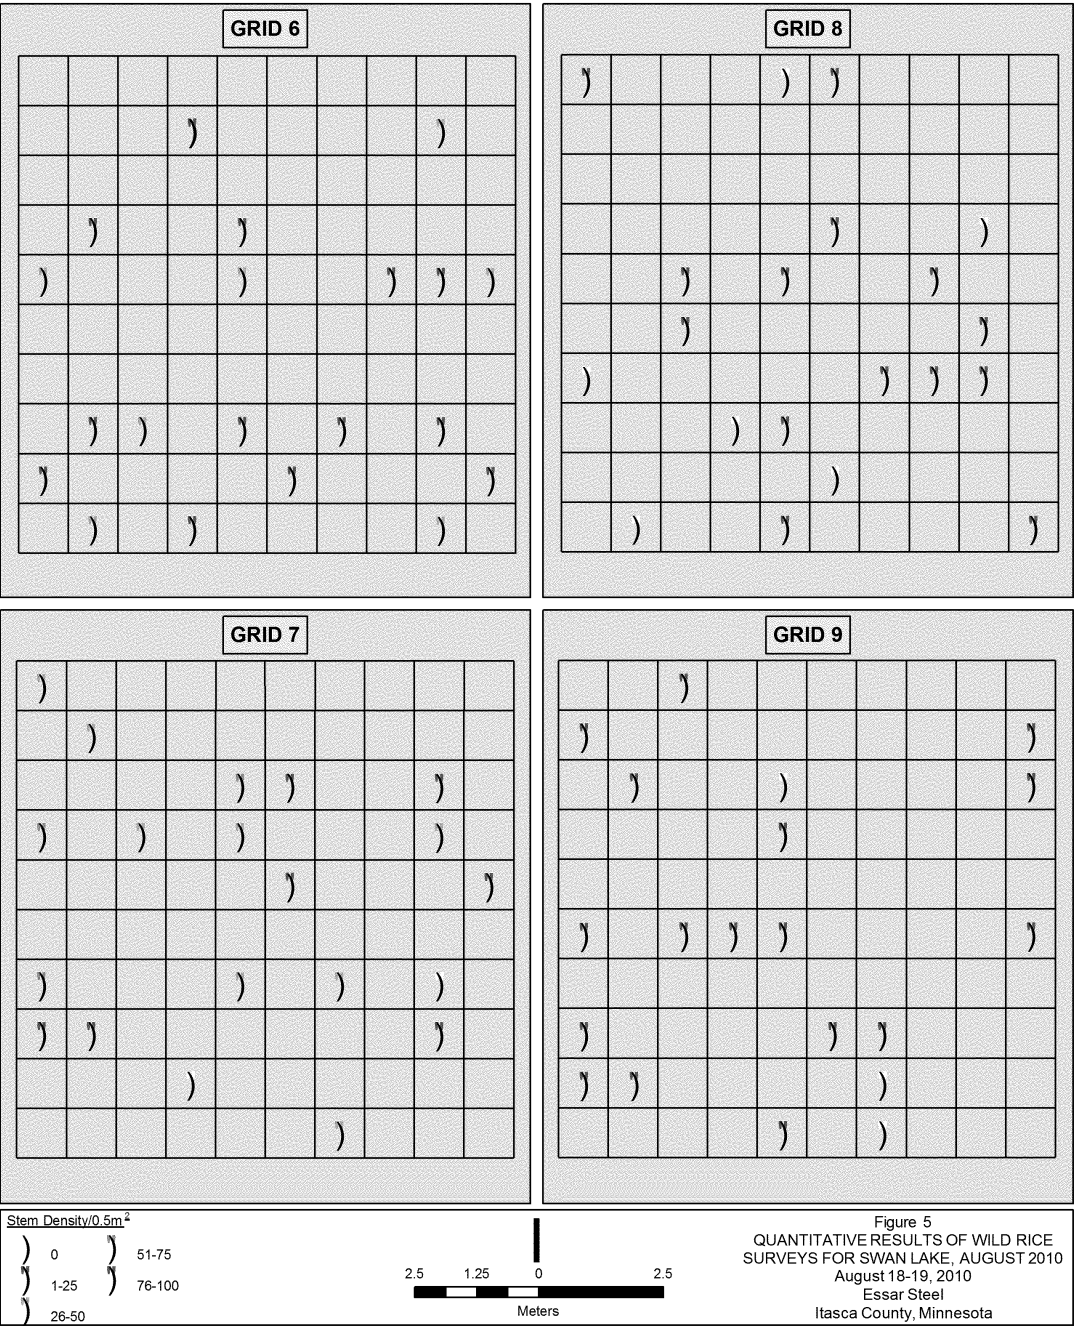 GRID 6
GRID 8
GRID 7
GRID 9
Stem Density/0.5m²
0
51-75
1-25
76-100
26-50
2.5 1.25 0 2.5
Meters
Figure 5
QUANTITATIVE RESULTS OF WILD RICE
SURVEYS FOR SWAN LAKE, AUGUST 2010
August 18-19, 2010
Essar Steel
Itasca County, Minnesota